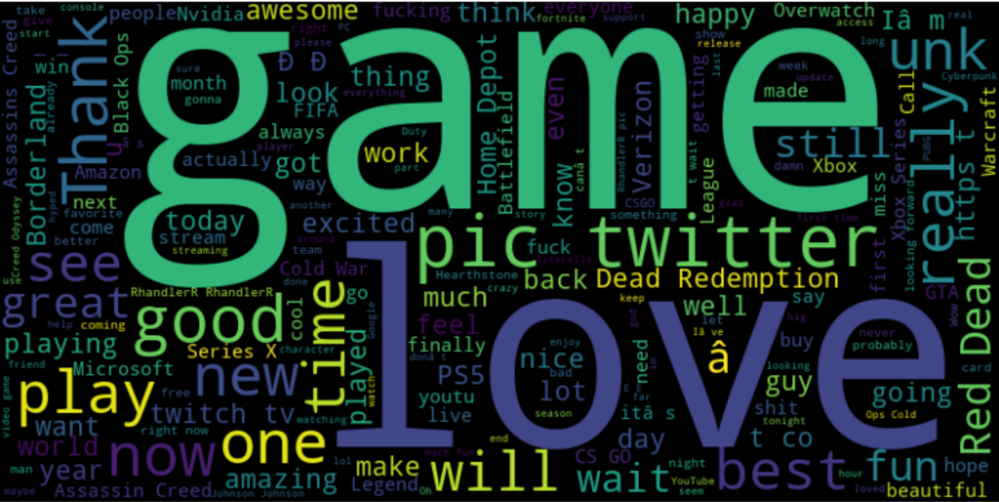 game
love
pic twitter
Thank
really
unk
good
play
one
now
will
time
see
great
new
best
Red Dead
Dead Redemption
still
fun
wait
awesome
think
happy
Overwatch
Iâ m
everyone
fucking
fortnite
support
access
people
Nvidia
take
console
give
start
right
please
PC
Ð Ð
show
release
last
long
real
win
Black Ops
Assassins Creed
Borderland
already
Amazon
uâ s
sure
month
gonna
look
FIFA
thing
everything
always
actually
player
got
way
Duty
work
part
Home Depot
Battlefield
even
know
canâ t
RhandlerR pic
Verizon
CSGO
something
getting
t wait
League
glad
week
update
made
damn
Xbox
Call
Cyberpunk
PUBG
Warcraft
https t
miss
Xbox Series
looking forward
first time
first
GTA
Wow
next
favorite
come
better
hyped
Creed Odyssey
use
today
stream
streaming
another
excited
around
team
many
story
fuck
literally
Cold War
done
Hearthstone
crazy
back
keep
much
feel
finally
donâ t
well
say
let
Iâ ve
â
big
buy
never
probably
card
RhandlerR RhandlerR
help
coming
cool
go
Google
played
watch
playing
Series X
character
friend
Microsoft
free
twitch tv
watching
video game
want
right now
world
year
man
maybe
Assassin Creed
Johnson Johnson
amazing
lol
make
Legend
Oh
much fun
end
PS5
youtu
live
nice
enjoy
bad
lot
season
god
need
im
far
itâ s
day
CS GO
night
YouTube
seem
guy
looking
shit
tonight
t co
going
Ops Cold
hour
loved
hope
beautiful